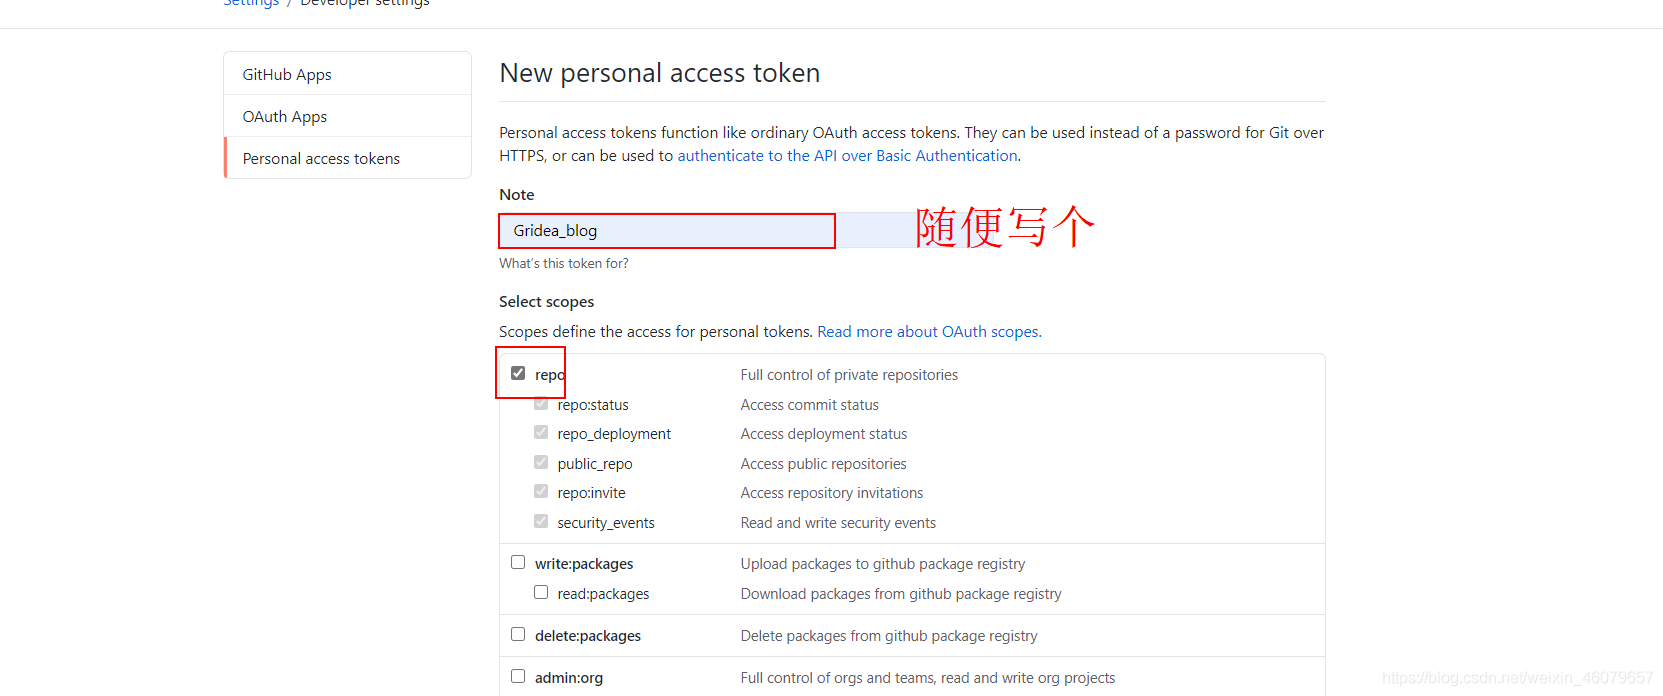 Settings / Developer settings
GitHub Apps
OAuth Apps
Personal access tokens
New personal access token
Personal access tokens function like ordinary OAuth access tokens. They can be used instead of a password for Git over
HTTPS, or can be used to authenticate to the API over Basic Authentication.
Note
Gridea_blog
随便写个
What's this token for?
Select scopes
Scopes define the access for personal tokens. Read more about OAuth scopes.
repo Full control of private repositories
repo:status Access commit status
repo_deployment Access deployment status
public_repo Access public repositories
repo:invite Access repository invitations
security_events Read and write security events
write:packages Upload packages to github package registry
read:packages Download packages from github package registry
delete:packages Delete packages from github package registry
admin:org Full control of orgs and teams, read and write org projects
https://blog.csdn.net/weixin_46079657